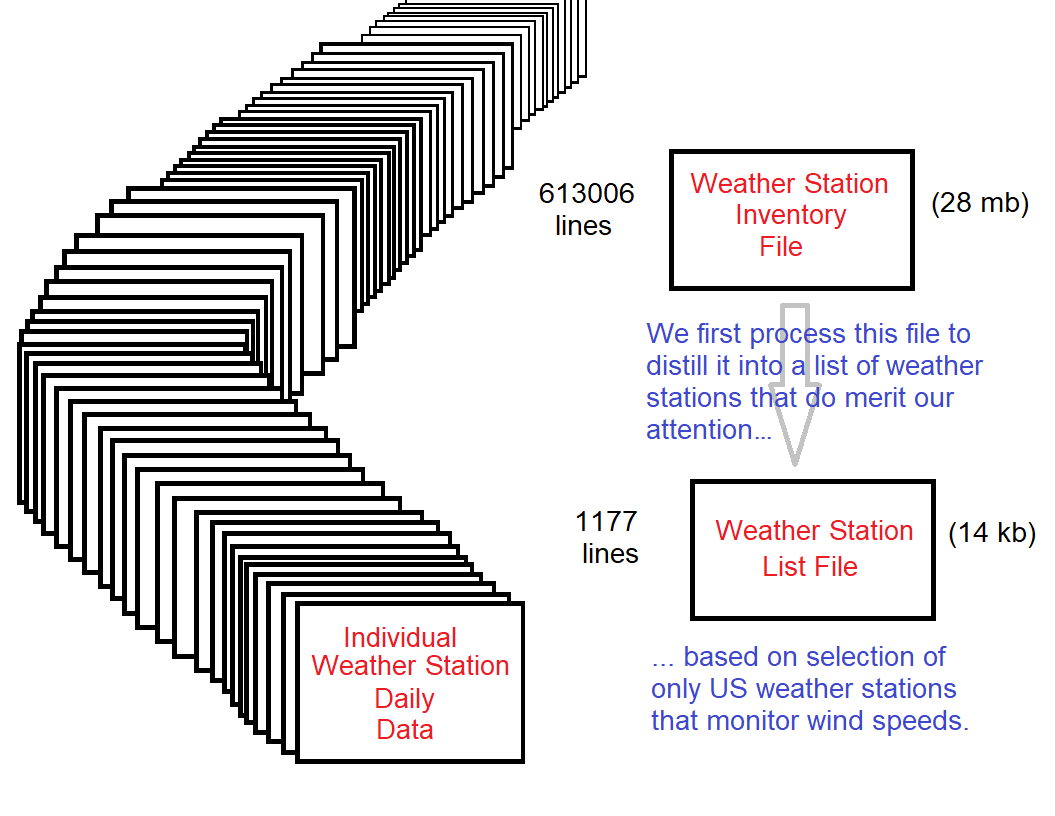 613006
lines
Weather Station
Inventory
File
(28 mb)
We first process this file to
distill it into a list of weather
stations that do merit our
attention...
1177
lines
Weather Station
List File
(14 kb)
... based on selection of
only US weather stations
that monitor wind speeds.
Individual
Weather Station
Daily
Data